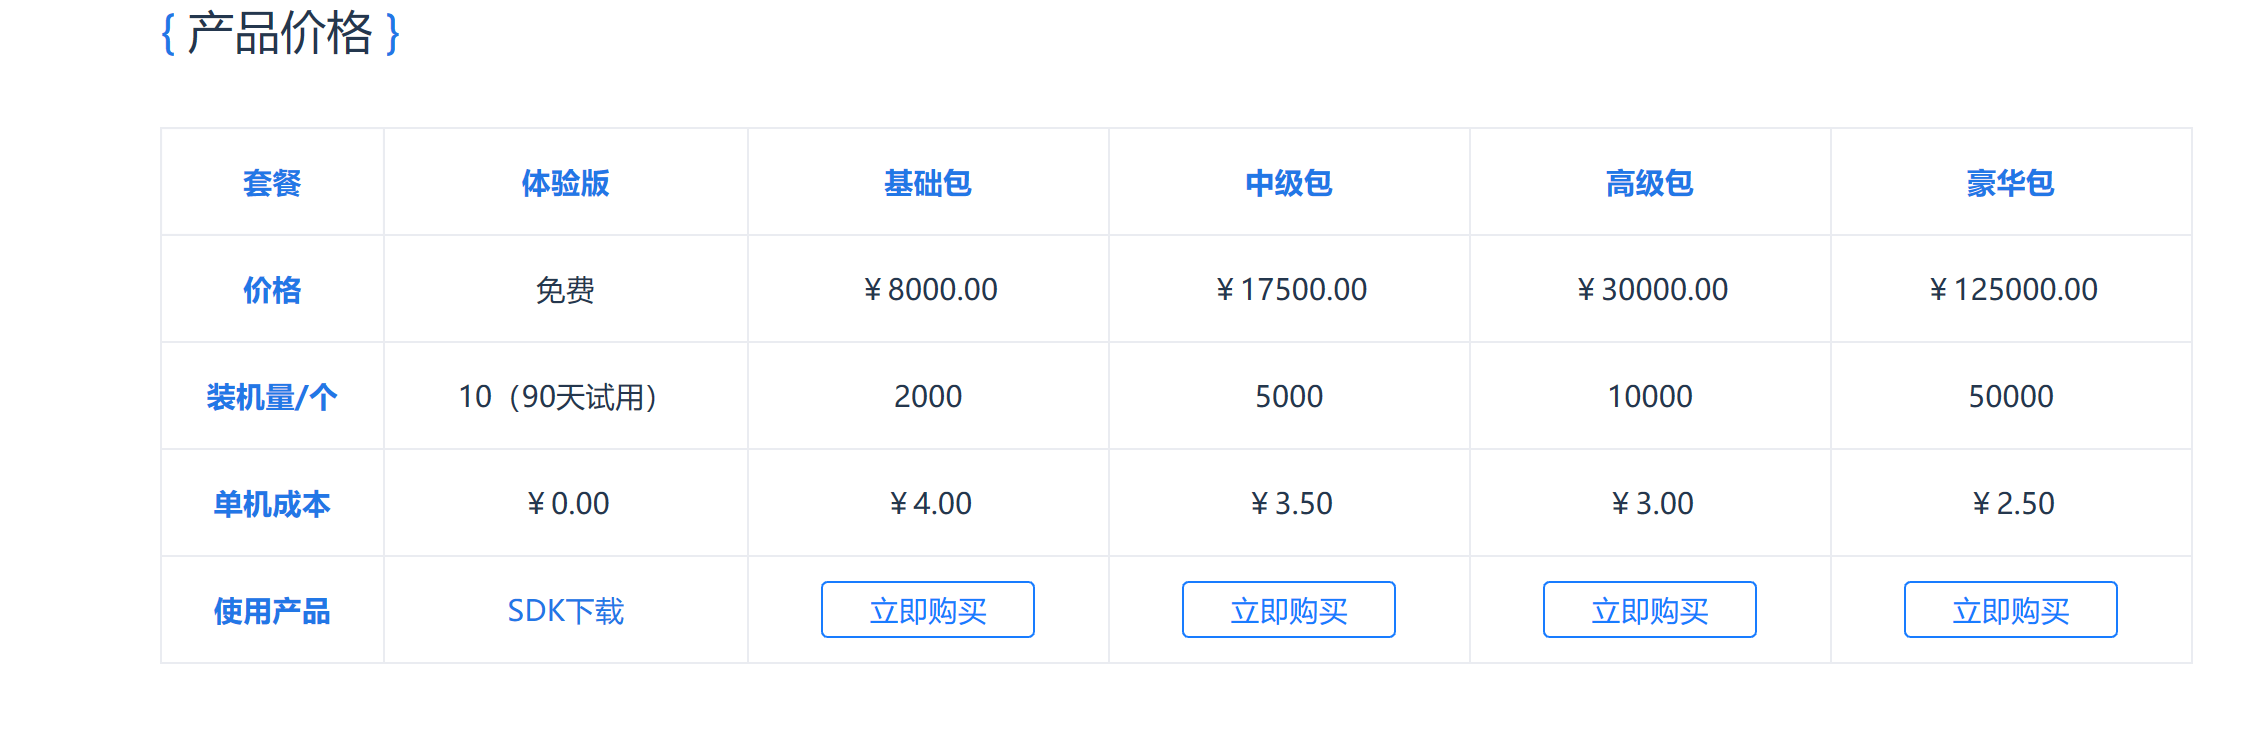 { 产品价格 }
套餐 体验版 基础包 中级包 高级包 豪华包
价格 免费 ¥8000.00 ¥17500.00 ¥30000.00 ¥125000.00
装机量/个 10（90天试用） 2000 5000 10000 50000
单机成本 ¥0.00 ¥4.00 ¥3.50 ¥3.00 ¥2.50
使用产品 SDK下载 立即购买 立即购买 立即购买 立即购买